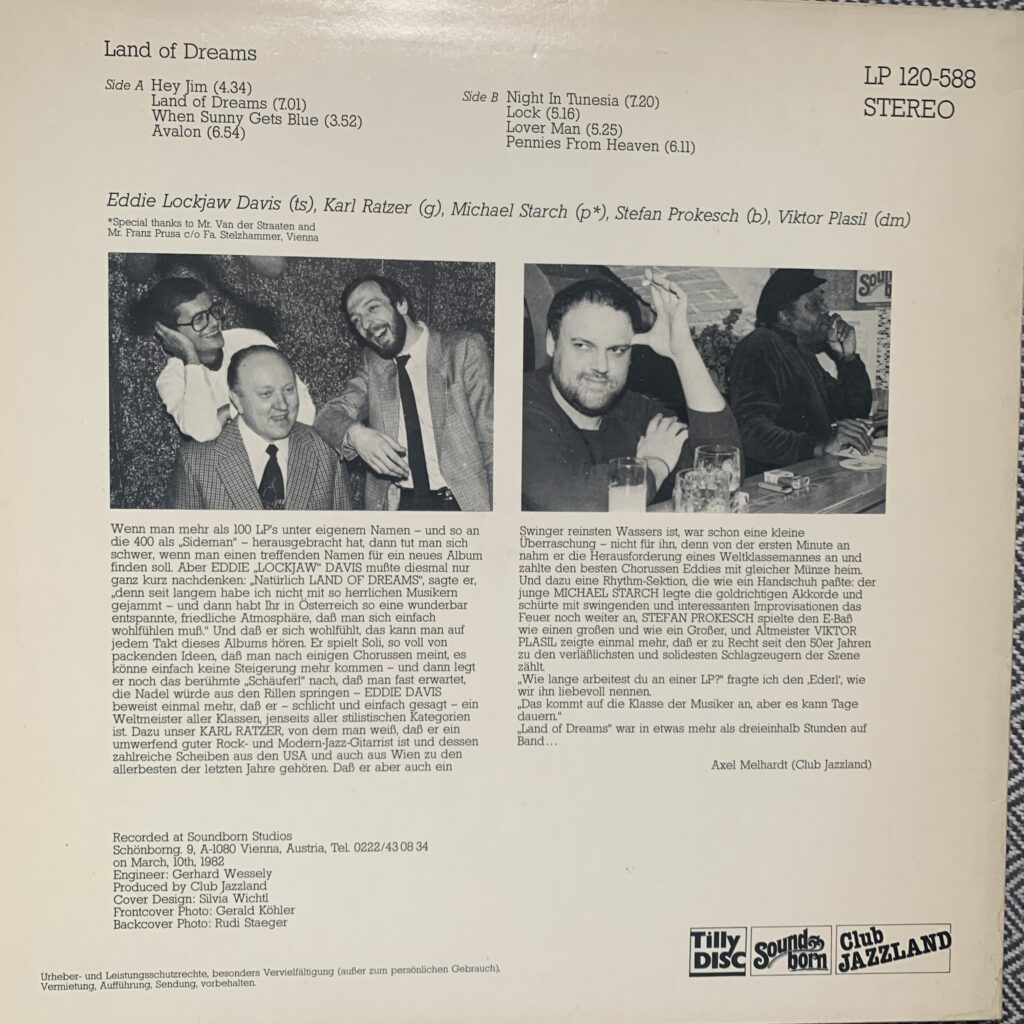 Land of Dreams
Side A Hey Jim (4.34)
Land of Dreams (7.01)
When Sunny Gets Blue (3.52)
Avalon (6.54)
Side B Night In Tunesia (7.20)
Lock (5.16)
Lover Man (5.25)
Pennies From Heaven (6.11)
LP 120-588
STEREO
Eddie Lockjaw Davis (ts), Karl Ratzer (g), Michael Starch (p*), Stefan Prokesch (b), Viktor Plasil (dm)
*Special thanks to Mr. Van der Straaten and
Mr. Franz Prusa c/o Fa. Stelzhammer, Vienna
Wenn man mehr als 100 LP's unter eigenem Namen – und so an
die 400 als „Sideman" – herausgebracht hat, dann tut man sich
schwer, wenn man einen treffenden Namen für ein neues Album
finden soll. Aber EDDIE „LOCKJAW" DAVIS mußte diesmal nur
ganz kurz nachdenken: „Natürlich LAND OF DREAMS", sagte er,
„denn seit langem habe ich nicht mit so herrlichen Musikern
gejammt – und dann habt Ihr in Österreich so eine wunderbar
entspannte, friedliche Atmosphäre, daß man sich einfach
wohlfühlen muß." Und daß er sich wohlfühlt, das kann man auf
jedem Takt dieses Albums hören. Er spielt Soli, so voll von
packenden Ideen, daß man nach einigen Chorussen meint, es
könne einfach keine Steigerung mehr kommen – und dann legt
er noch das berühmte „Schäuferl" nach, daß man fast erwartet,
die Nadel würde aus den Rillen springen – EDDIE DAVIS
beweist einmal mehr, daß er – schlicht und einfach gesagt – ein
Weltmeister aller Klassen, jenseits aller stilistischen Kategorien
ist. Dazu unser KARL RATZER, von dem man weiß, daß er ein
umwerfend guter Rock- und Modern-Jazz-Gitarrist ist und dessen
zahlreiche Scheiben aus den USA und auch aus Wien zu den
allerbesten der letzten Jahre gehören. Daß er aber auch ein
Swinger reinsten Wassers ist, war schon eine kleine
Überraschung – nicht für ihn, denn von der ersten Minute an
nahm er die Herausforderung eines Weltklassemannes an und
zahlte den besten Chorussen Eddies mit gleicher Münze heim.
Und dazu eine Rhythm-Sektion, die wie ein Handschuh paßte: der
junge MICHAEL STARCH legte die goldrichtigen Akkorde und
schürte mit swingenden und interessanten Improvisationen das
Feuer noch weiter an, STEFAN PROKESCH spielte den E-Baß
wie einen großen und wie ein Großer, und Altmeister VIKTOR
PLASIL zeigte einmal mehr, daß er zu Recht seit den 50er Jahren
zu den verläßlichsten und solidesten Schlagzeugern der Szene
zählt.
„Wie lange arbeitest du an einer LP?" fragte ich den ‚Ederl', wie
wir ihn liebevoll nennen.
„Das kommt auf die Klasse der Musiker an, aber es kann Tage
dauern."
„Land of Dreams" war in etwas mehr als dreieinhalb Stunden auf
Band...
Axel Melhardt (Club Jazzland)
Recorded at Soundborn Studios
Schönborng. 9, A-1080 Vienna, Austria, Tel. 0222/43 08 34
on March, 10th, 1982
Engineer: Gerhard Wessely
Produced by Club Jazzland
Cover Design: Silvia Wichtl
Frontcover Photo: Gerald Köhler
Backcover Photo: Rudi Staeger
Tilly
DISC
Sound
born
Club
JAZZLAND
Urheber- und Leistungsschutzrechte, besonders Vervielfältigung (außer zum persönlichen Gebrauch),
Vermietung, Aufführung, Sendung, vorbehalten.